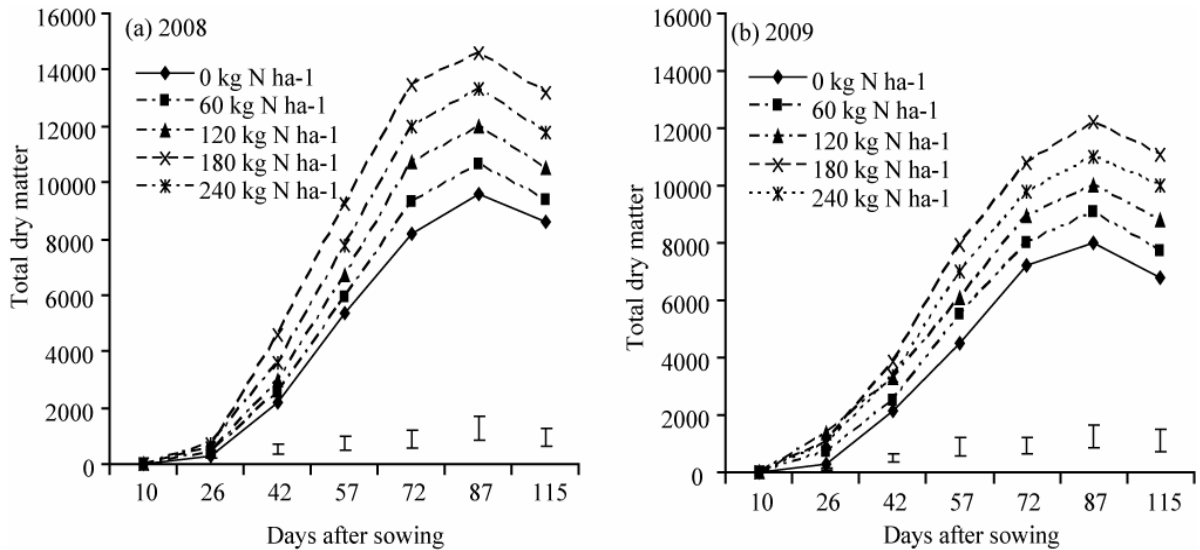 (a) 2008
0 kg N ha-1
60 kg N ha-1
120 kg N ha-1
180 kg N ha-1
240 kg N ha-1
Total dry matter
16000
14000
12000
10000
8000
6000
4000
2000
0
10 26 42 57 72 87 115
Days after sowing
(b) 2009
0 kg N ha-1
60 kg N ha-1
120 kg N ha-1
180 kg N ha-1
240 kg N ha-1
Total dry matter
16000
14000
12000
10000
8000
6000
4000
2000
0
10 26 42 57 72 87 115
Days after sowing